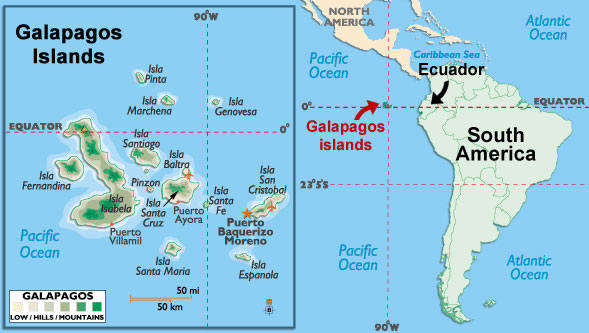 90°W
Galapagos
Islands
Isla
Pinta
Isla
Marchena
Isla
Genovesa
EQUATOR
0°
Isla
Santiago
Isla
Baltra
Isla
San
Cristobal
Isla
Fernandina
Pinzon
Isla
Isabela
Isla
Santa
Cruz
Puerto
Ayora
Isla
Santa
Fe
Puerto
Villamil
Puerto
Baquerizo
Moreno
Pacific
Ocean
Isla
Santa Maria
Isla
Espanola
GALAPAGOS
LOW / HILLS / MOUNTAINS
50 mi
50 km
NORTH
AMERICA
Atlantic
Ocean
Pacific
Ocean
Caribbean Sea
Ecuador
0°
EQUATOR
Galapagos
islands
South
America
23°5'S
Pacific
Ocean
Atlantic
Ocean
90°W